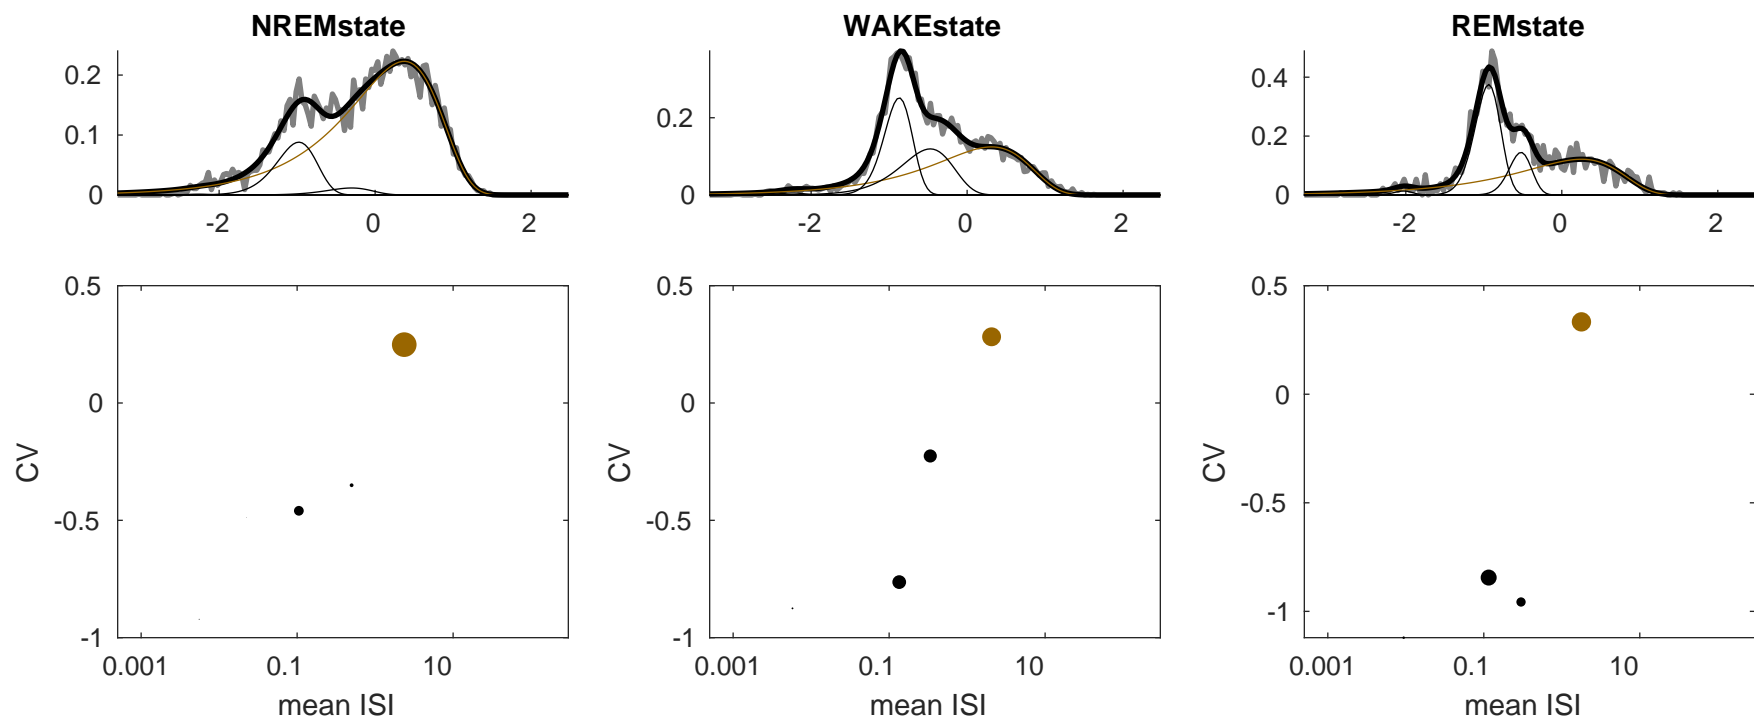 NREMstate WAKEstate REMstate
0.2 0.1 0
-2 0 2
0.2 0
-2 0 2
0.4 0.2 0
-2 0 2
0.5 0 -0.5 -1
CV
0.001 0.1 10
mean ISI
0.5 0 -0.5 -1
CV
0.001 0.1 10
mean ISI
0.5 0 -0.5 -1
CV
0.001 0.1 10
mean ISI